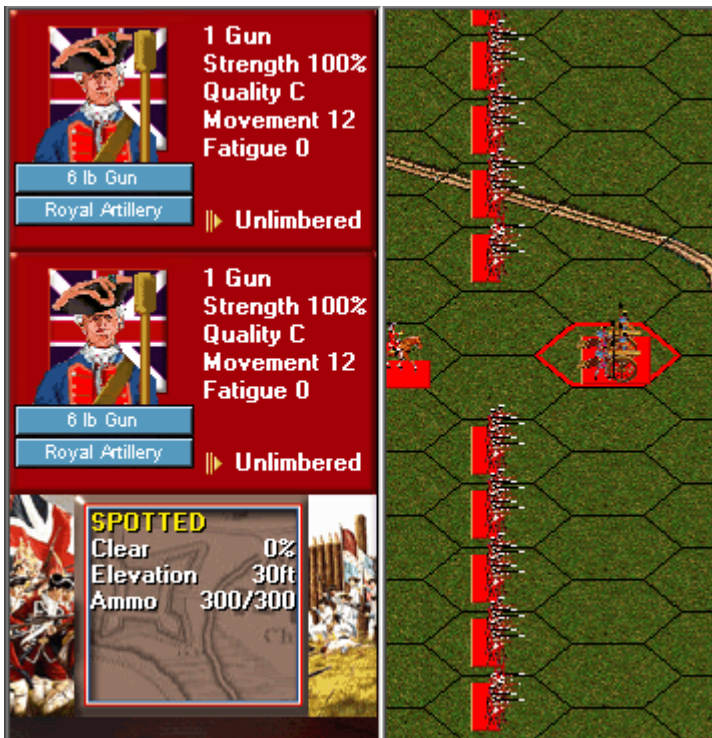 1 Gun
Strength 100%
Quality C
Movement 12
Fatigue 0
6 lb Gun
Royal Artillery
Unlimbered
1 Gun
Strength 100%
Quality C
Movement 12
Fatigue 0
6 lb Gun
Royal Artillery
Unlimbered
SPOTTED
Clear 0%
Elevation 30ft
Ammo 300/300